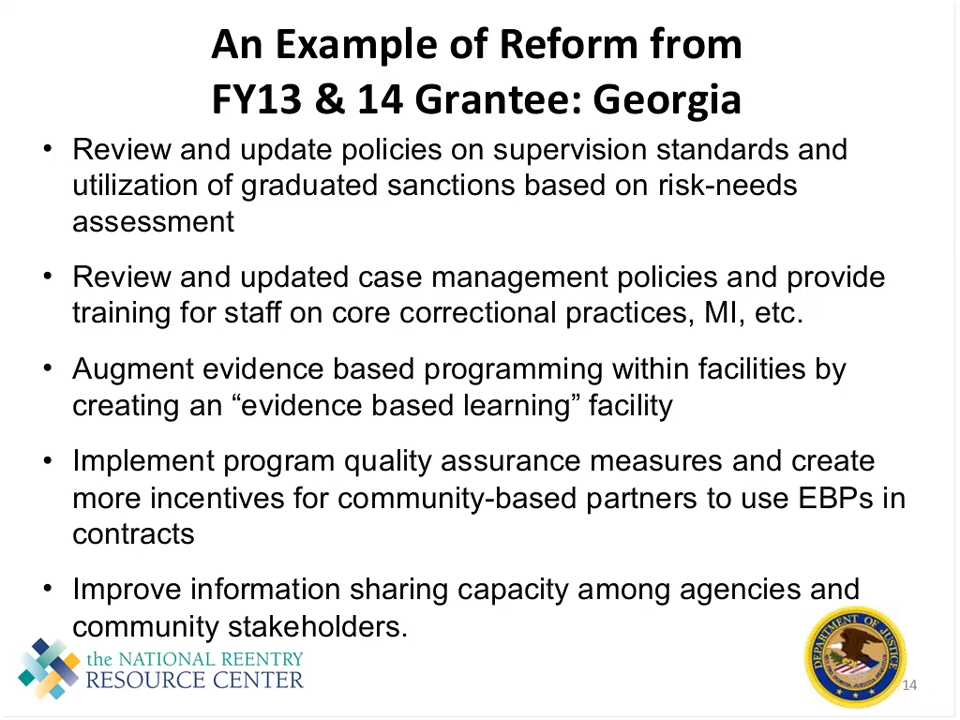 An Example of Reform from
FY13 & 14 Grantee: Georgia
• Review and update policies on supervision standards and
utilization of graduated sanctions based on risk-needs
assessment
• Review and updated case management policies and provide
training for staff on core correctional practices, MI, etc.
• Augment evidence based programming within facilities by
creating an “evidence based learning” facility
• Implement program quality assurance measures and create
more incentives for community-based partners to use EBPs in
contracts
• Improve information sharing capacity among agencies and
community stakeholders.
the NATIONAL REENTRY
RESOURCE CENTER
DEPARTMENT OF JUSTICE
14